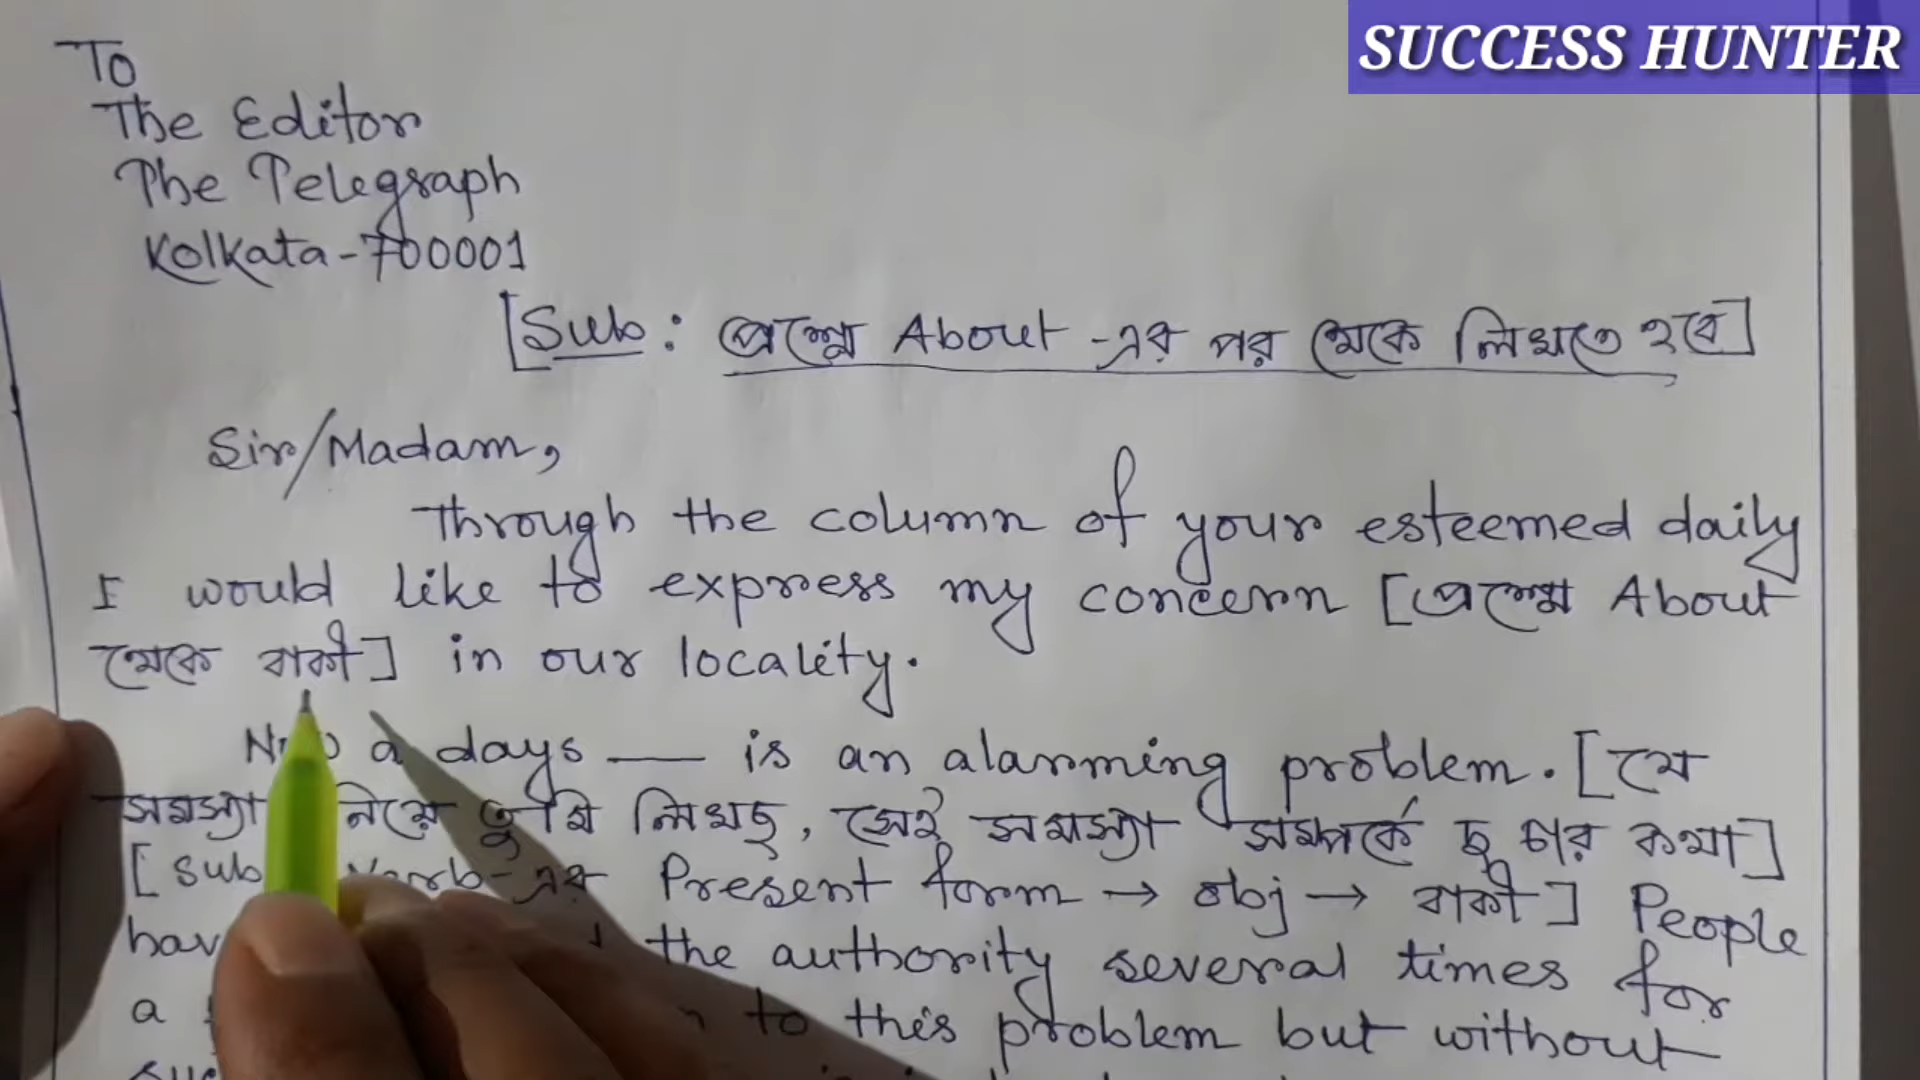 SUCCESS HUNTER
To
The Editor
The Telegraph
Kolkata-700001
[Sub: প্রশ্নে About -এর পর থেকে লিখতে হবে]
Sir/Madam,
Through the column of your esteemed daily
I would like to express my concern [প্রশ্নে About
থেকে বাকী] in our locality.
a days — is an alarming problem. [যে
সমস্যা নিয়ে তুমি লিখছ, সেই সমস্যা সম্পর্কে দু চার কথা]
[Sub Verb-এর Present form → obj → বাকী] People
the authority several times for
a to this problem but without